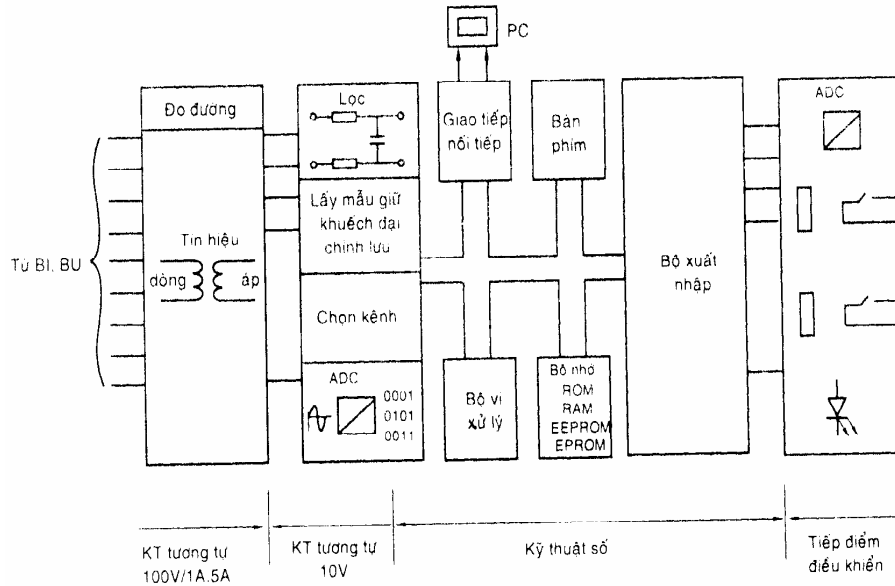 PC
Đo đường
Lọc
Giao tiếp
nối tiếp
Bàn
phím
ADC
Lấy mẫu giữ
khuếch đại
chỉnh lưu
Từ BI, BU
Tín hiệu
dòng
áp
Bộ xuất
nhập
Chọn kênh
ADC
0001
0101
0011
Bộ vi
xử lý
Bộ nhớ
ROM
RAM
EEPROM
EPROM
KT tương tự
100V/1A.5A
KT tương tự
10V
Kỹ thuật số
Tiếp điểm
điều khiển